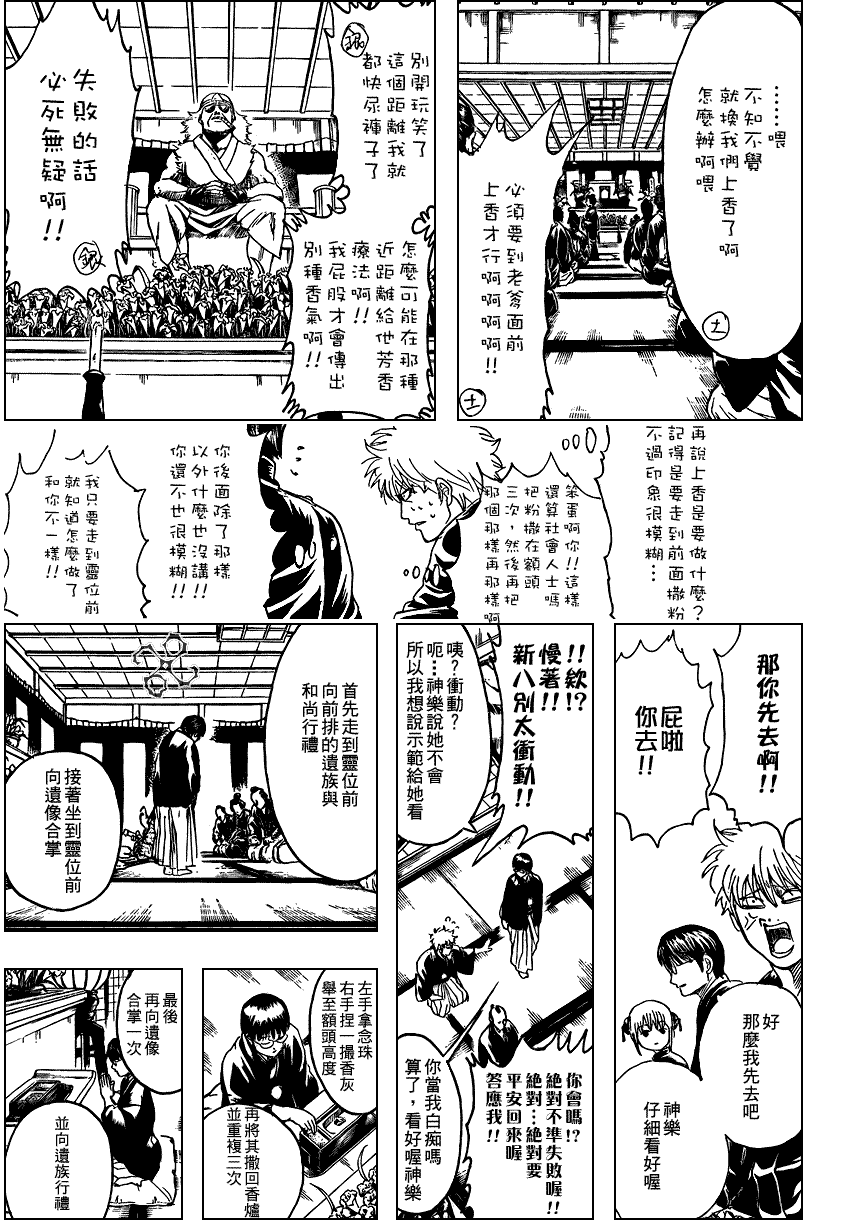 ……喂
不知不覺
就換我們上香了啊
怎麼辦啊喂
土
必須要到老爹面前
上香才行啊啊啊啊!!
土
別開玩笑了
這個距離我就
都快尿褲子了
銀
怎麼可能在那種
近距離給他芳香
療法啊!!
我屁股才會傳出
別種香氣啊!!
失敗的話
必死無疑啊!!
銀
再說上香是要做什麼?
記得是要走到前面撒粉
不過印象很模糊…
笨蛋啊你!!這樣
還算社會人士嗎
把粉撒在額頭
三次,然後再把
那個那樣再那樣啊
你後面除了那樣
以外什麼也沒講!!
你還不也很模糊!!
我只要走到靈位前
就知道怎麼做了
和你不一樣!!
那你先去啊!!
屁啦
你去!!
好
那麼我先去吧
神樂
仔細看好喔
!!欸!?
慢著!!
新八別太衝動!!
咦?衝動?
呃…神樂說她不會
所以我想說示範給她看
你會嗎!?
絕對不準失敗喔!!
絕對…絕對要
平安回來喔
答應我!!
你當我白痴嗎
算了,看好喔神樂
首先走到靈位前
向前排的遺族與
和尚行禮
接著坐到靈位前
向遺像合掌
左手拿念珠
右手捏一撮香灰
舉至額頭高度
再將其撒回香爐
並重複三次
最後
再向遺像
合掌一次
並向遺族行禮